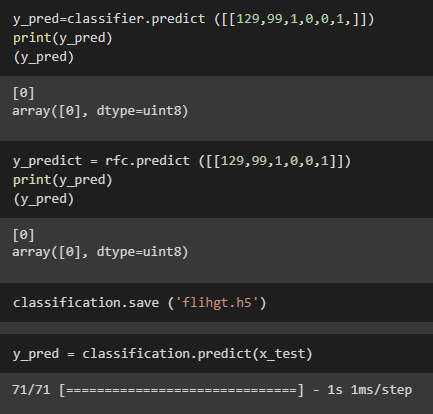 y_pred=classifier.predict ([[129,99,1,0,0,1,]])
print(y_pred)
(y_pred)
[0]
array([0], dtype=uint8)
y_predict = rfc.predict ([[129,99,1,0,0,1]])
print(y_pred)
(y_pred)
[0]
array([0], dtype=uint8)
classification.save ('flihgt.h5')
y_pred = classification.predict(x_test)
71/71 [==============================] - 1s 1ms/step